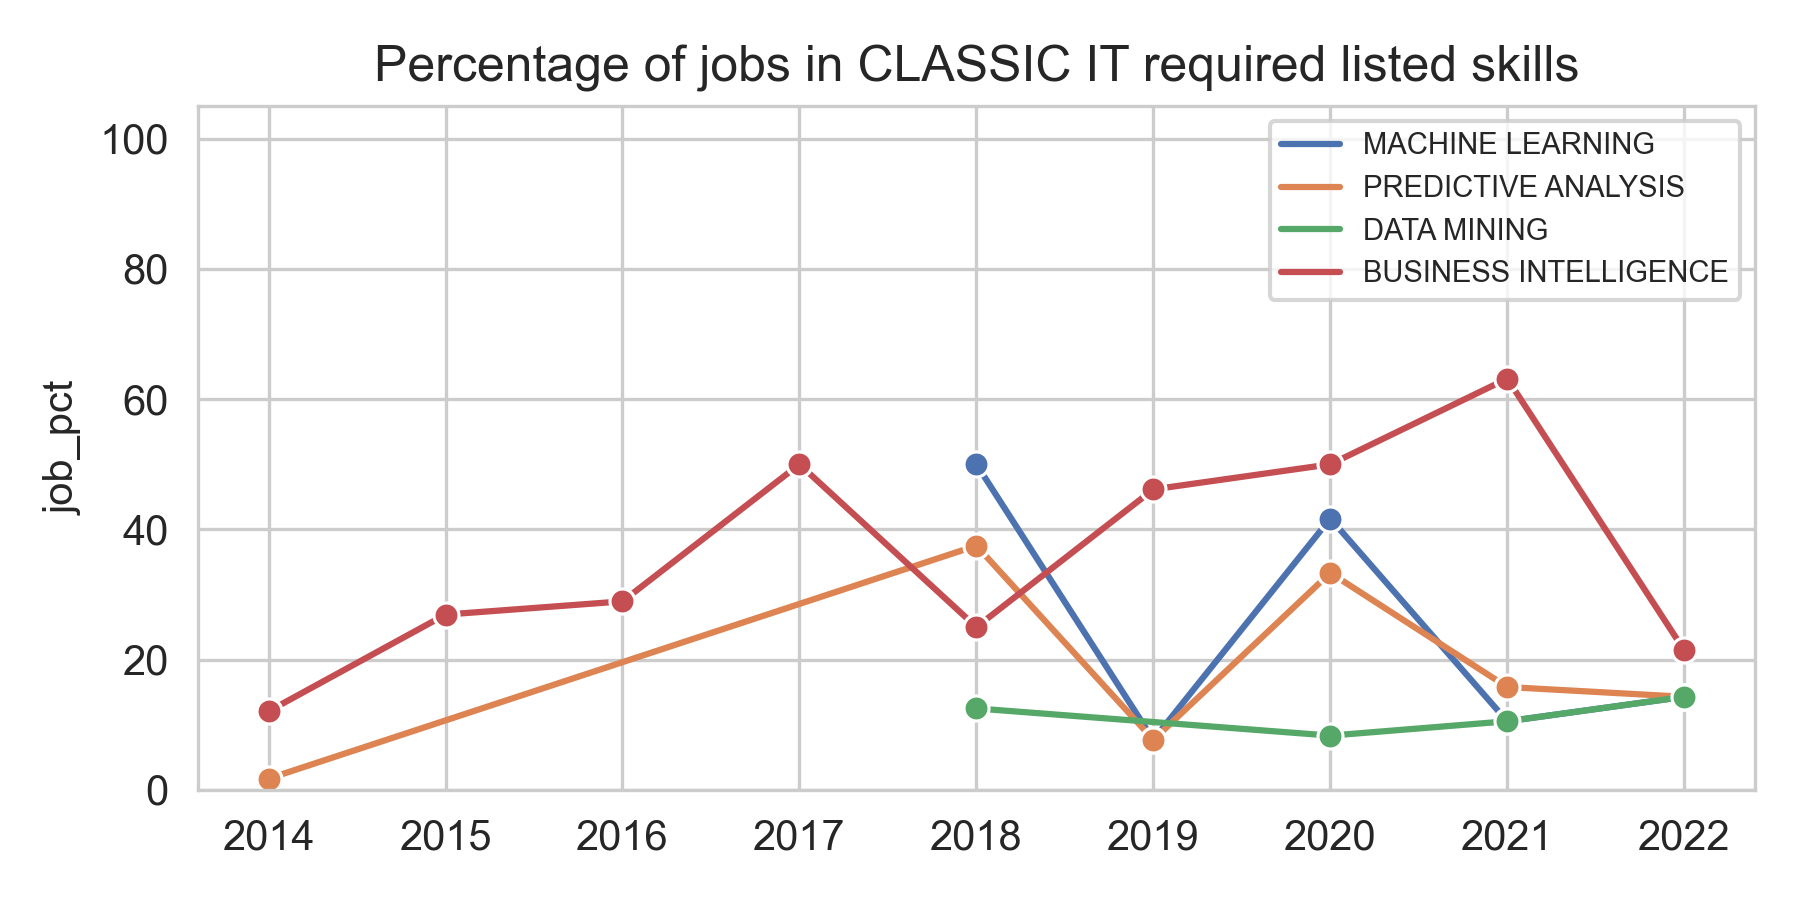 Percentage of jobs in CLASSIC IT required listed skills
100
80
60
40
20
0
job_pct
MACHINE LEARNING
PREDICTIVE ANALYSIS
DATA MINING
BUSINESS INTELLIGENCE
2014 2015 2016 2017 2018 2019 2020 2021 2022